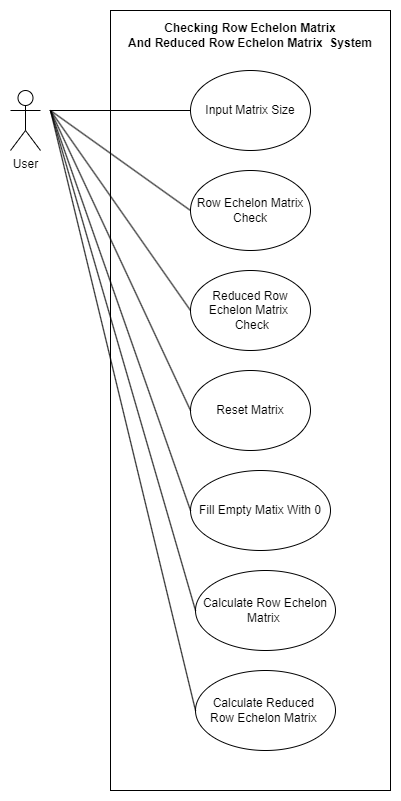 Checking Row Echelon Matrix
And Reduced Row Echelon Matrix  System
User
Input Matrix Size
Row Echelon Matrix
Check
Reduced Row
Echelon Matrix
Check
Reset Matrix
Fill Empty Matix With 0
Calculate Row Echelon
Matrix
Calculate Reduced
Row Echelon Matrix